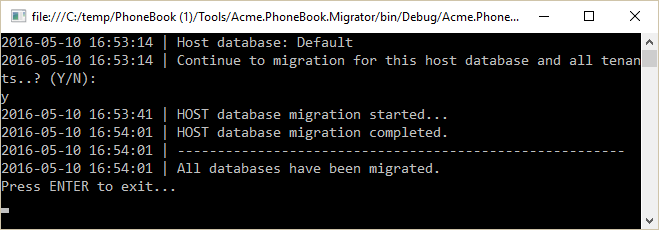 file:///C:/temp/PhoneBook (1)/Tools/Acme.PhoneBook.Migrator/bin/Debug/Acme.Phone...
2016-05-10 16:53:14 | Host database: Default
2016-05-10 16:53:14 | Continue to migration for this host database and all tenan
ts..? (Y/N):
y
2016-05-10 16:53:41 | HOST database migration started...
2016-05-10 16:54:01 | HOST database migration completed.
2016-05-10 16:54:01 | --------------------------------------------------------
2016-05-10 16:54:01 | All databases have been migrated.
Press ENTER to exit...